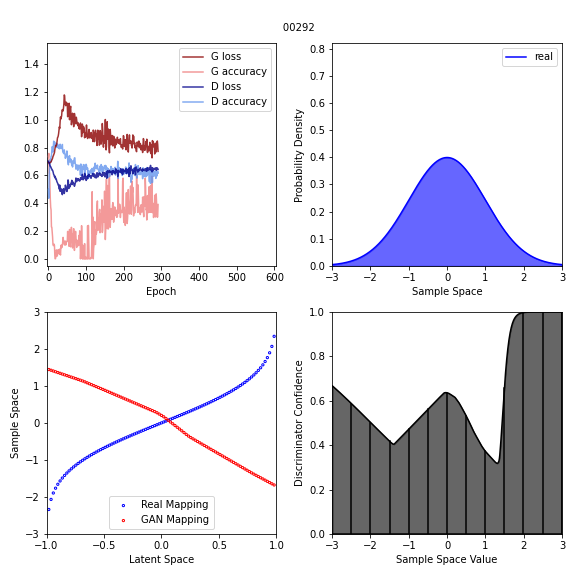 00292
1.4
1.2
1.0
0.8
0.6
0.4
0.2
0.0
0 100 200 300 400 500 600
Epoch
G loss
G accuracy
D loss
D accuracy
Probability Density
0.8
0.7
0.6
0.5
0.4
0.3
0.2
0.1
0.0
−3 −2 −1 0 1 2 3
Sample Space
real
Sample Space
3
2
1
0
−1
−2
−3
−1.0 −0.5 0.0 0.5 1.0
Latent Space
Real Mapping
GAN Mapping
Discriminator Confidence
1.0
0.8
0.6
0.4
0.2
0.0
−3 −2 −1 0 1 2 3
Sample Space Value